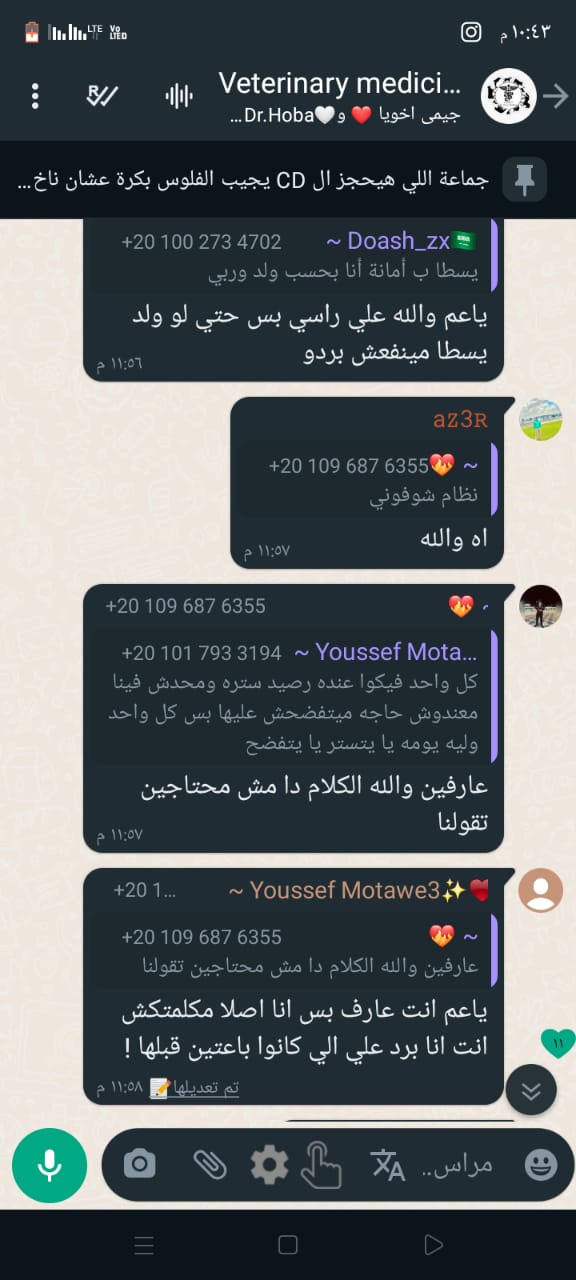 ١٠:٤٣ م
LTE Vo LTED
Veterinary medici...
جيمى اخويا ❤️ و🤍Dr.Hoba...
جماعة اللي هيحجز ال CD يجيب الفلوس بكرة عشان ناخ...
~ Doash_zx🇸🇦 +20 100 273 4702
يسطا ب أمانة أنا بحسب ولد وربي
ياعم والله علي راسي بس حتي لو ولد
يسطا مينفعش بردو
١١:٥٦ م
az3R
~ ❤️‍🔥 +20 109 687 6355
نظام شوفوني
اه والله
١١:٥٧ م
~ ❤️‍🔥 +20 109 687 6355
~ Youssef Mota... +20 101 793 3194
كل واحد فيكوا عنده رصيد ستره ومحدش فينا
معندوش حاجه ميتفضحش عليها بس كل واحد
وليه يومه يا يتستر يا يتفضح
عارفين والله الكلام دا مش محتاجين
تقولنا
١١:٥٧ م
~ Youssef Motawe3✨♥️ +20 1...
~ ❤️‍🔥 +20 109 687 6355
عارفين والله الكلام دا مش محتاجين تقولنا
ياعم انت عارف بس انا اصلا مكلمتكش
انت انا برد علي الي كانوا باعتين قبلها !
تم تعديلها📝 ١١:٥٨ م
١١
مراس..